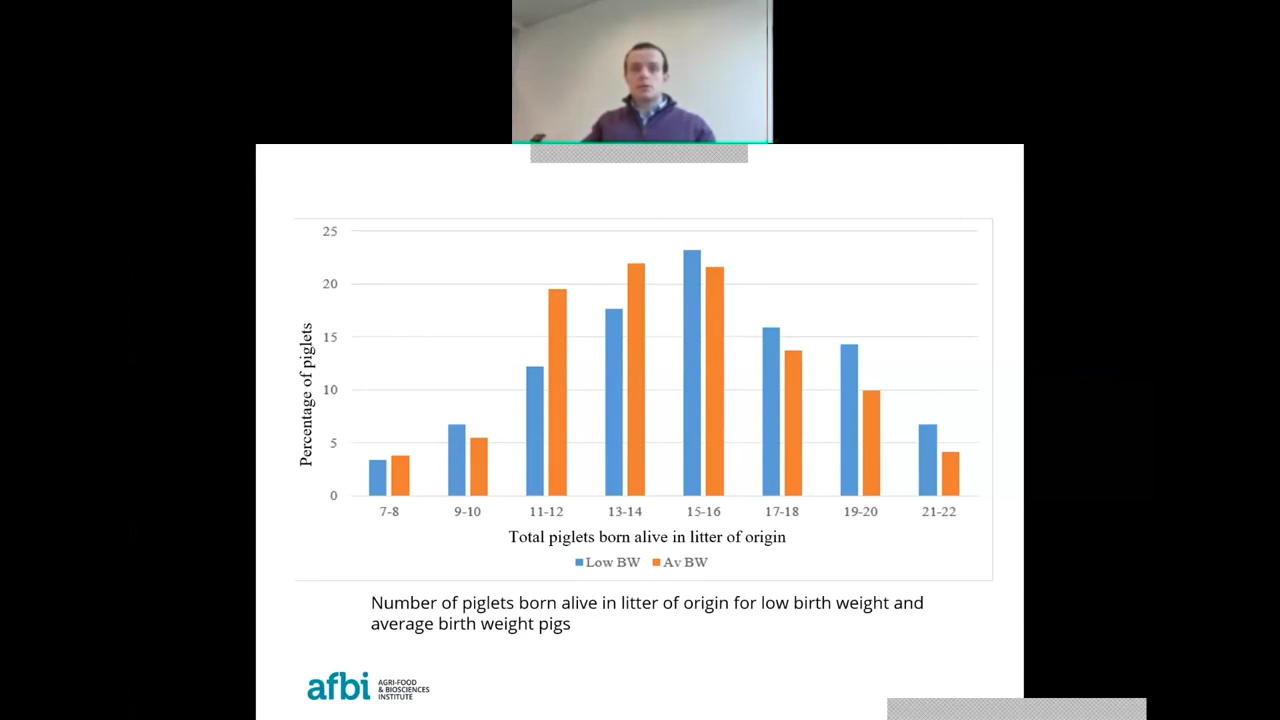 25
20
15
10
5
0
Percentage of piglets
7-8 9-10 11-12 13-14 15-16 17-18 19-20 21-22
Total piglets born alive in litter of origin
Low BW Av BW
Number of piglets born alive in litter of origin for low birth weight and
average birth weight pigs
afbi
AGRI-FOOD
& BIOSCIENCES
INSTITUTE